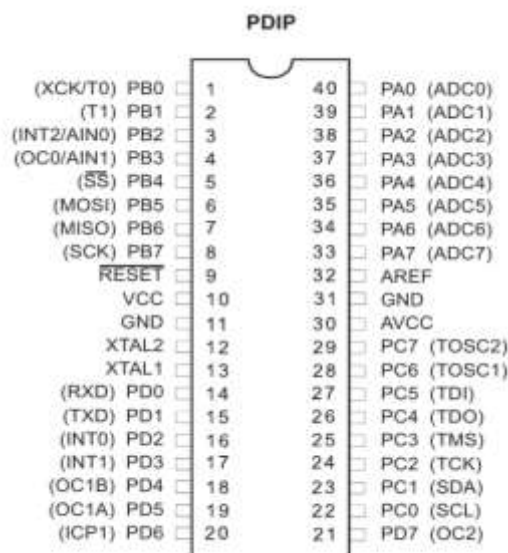 PDIP
(XCK/T0) PB0 1 40 PA0 (ADC0)
(T1) PB1 2 39 PA1 (ADC1)
(INT2/AIN0) PB2 3 38 PA2 (ADC2)
(OC0/AIN1) PB3 4 37 PA3 (ADC3)
(SS) PB4 5 36 PA4 (ADC4)
(MOSI) PB5 6 35 PA5 (ADC5)
(MISO) PB6 7 34 PA6 (ADC6)
(SCK) PB7 8 33 PA7 (ADC7)
RESET 9 32 AREF
VCC 10 31 GND
GND 11 30 AVCC
XTAL2 12 29 PC7 (TOSC2)
XTAL1 13 28 PC6 (TOSC1)
(RXD) PD0 14 27 PC5 (TDI)
(TXD) PD1 15 26 PC4 (TDO)
(INT0) PD2 16 25 PC3 (TMS)
(INT1) PD3 17 24 PC2 (TCK)
(OC1B) PD4 18 23 PC1 (SDA)
(OC1A) PD5 19 22 PC0 (SCL)
(ICP1) PD6 20 21 PD7 (OC2)